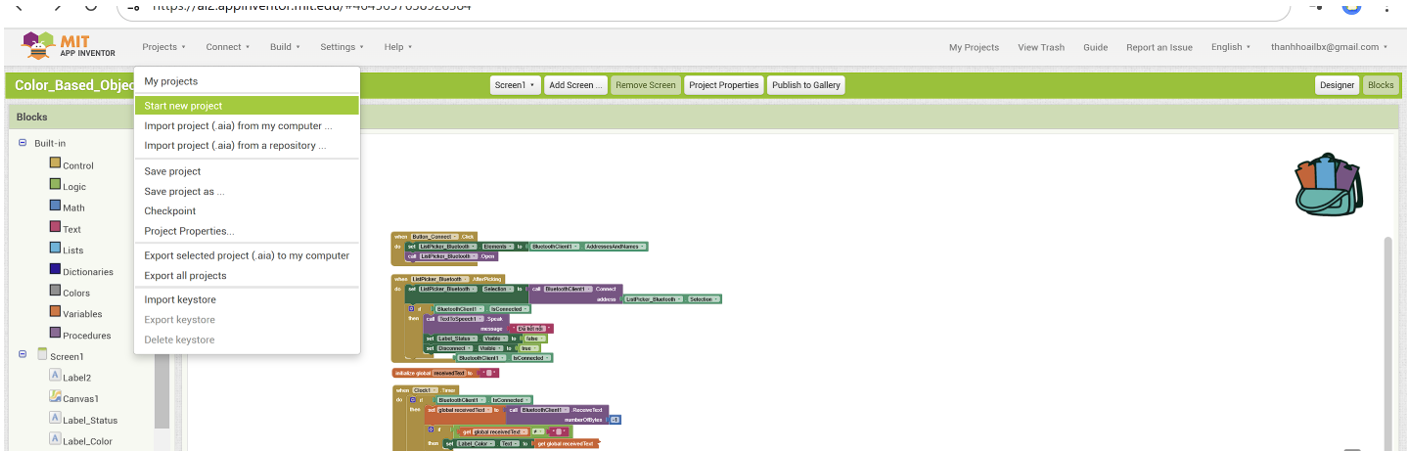 MIT
APP INVENTOR
Projects Connect Build Settings Help My Projects View Trash Guide Report an Issue English thanhhoailbx@gmail.com
Color_Based_Objec Screen1 Add Screen ... Remove Screen Project Properties Publish to Gallery Designer Blocks
My projects
Start new project
Import project (.aia) from my computer ...
Import project (.aia) from a repository ...
Save project
Save project as ...
Checkpoint
Project Properties...
Export selected project (.aia) to my computer
Export all projects
Import keystore
Export keystore
Delete keystore
Blocks
Built-in
Control
Logic
Math
Text
Lists
Dictionaries
Colors
Variables
Procedures
Screen1
Label2
Canvas1
Label_Status
Label_Color
when Button_Connect .Click
do set ListPicker_Bluetooth . Elements to BluetoothClient1 . AddressesAndNames
call ListPicker_Bluetooth .Open
when ListPicker_Bluetooth .AfterPicking
do set ListPicker_Bluetooth . Selection to call BluetoothClient1 .Connect
address ListPicker_Bluetooth . Selection
if BluetoothClient1 . IsConnected
then call TextToSpeech1 .Speak
message " Đã kết nối "
set Label_Status . Visible to false
set Disconnect . Visible to true
BluetoothClient1 . IsConnected
initialize global receivedText to " "
when Clock1 .Timer
do if BluetoothClient1 . IsConnected
then set global receivedText to call BluetoothClient1 .ReceiveText
numberOfBytes -1
if get global receivedText ≠ " "
then set Label_Color . Text to get global receivedText